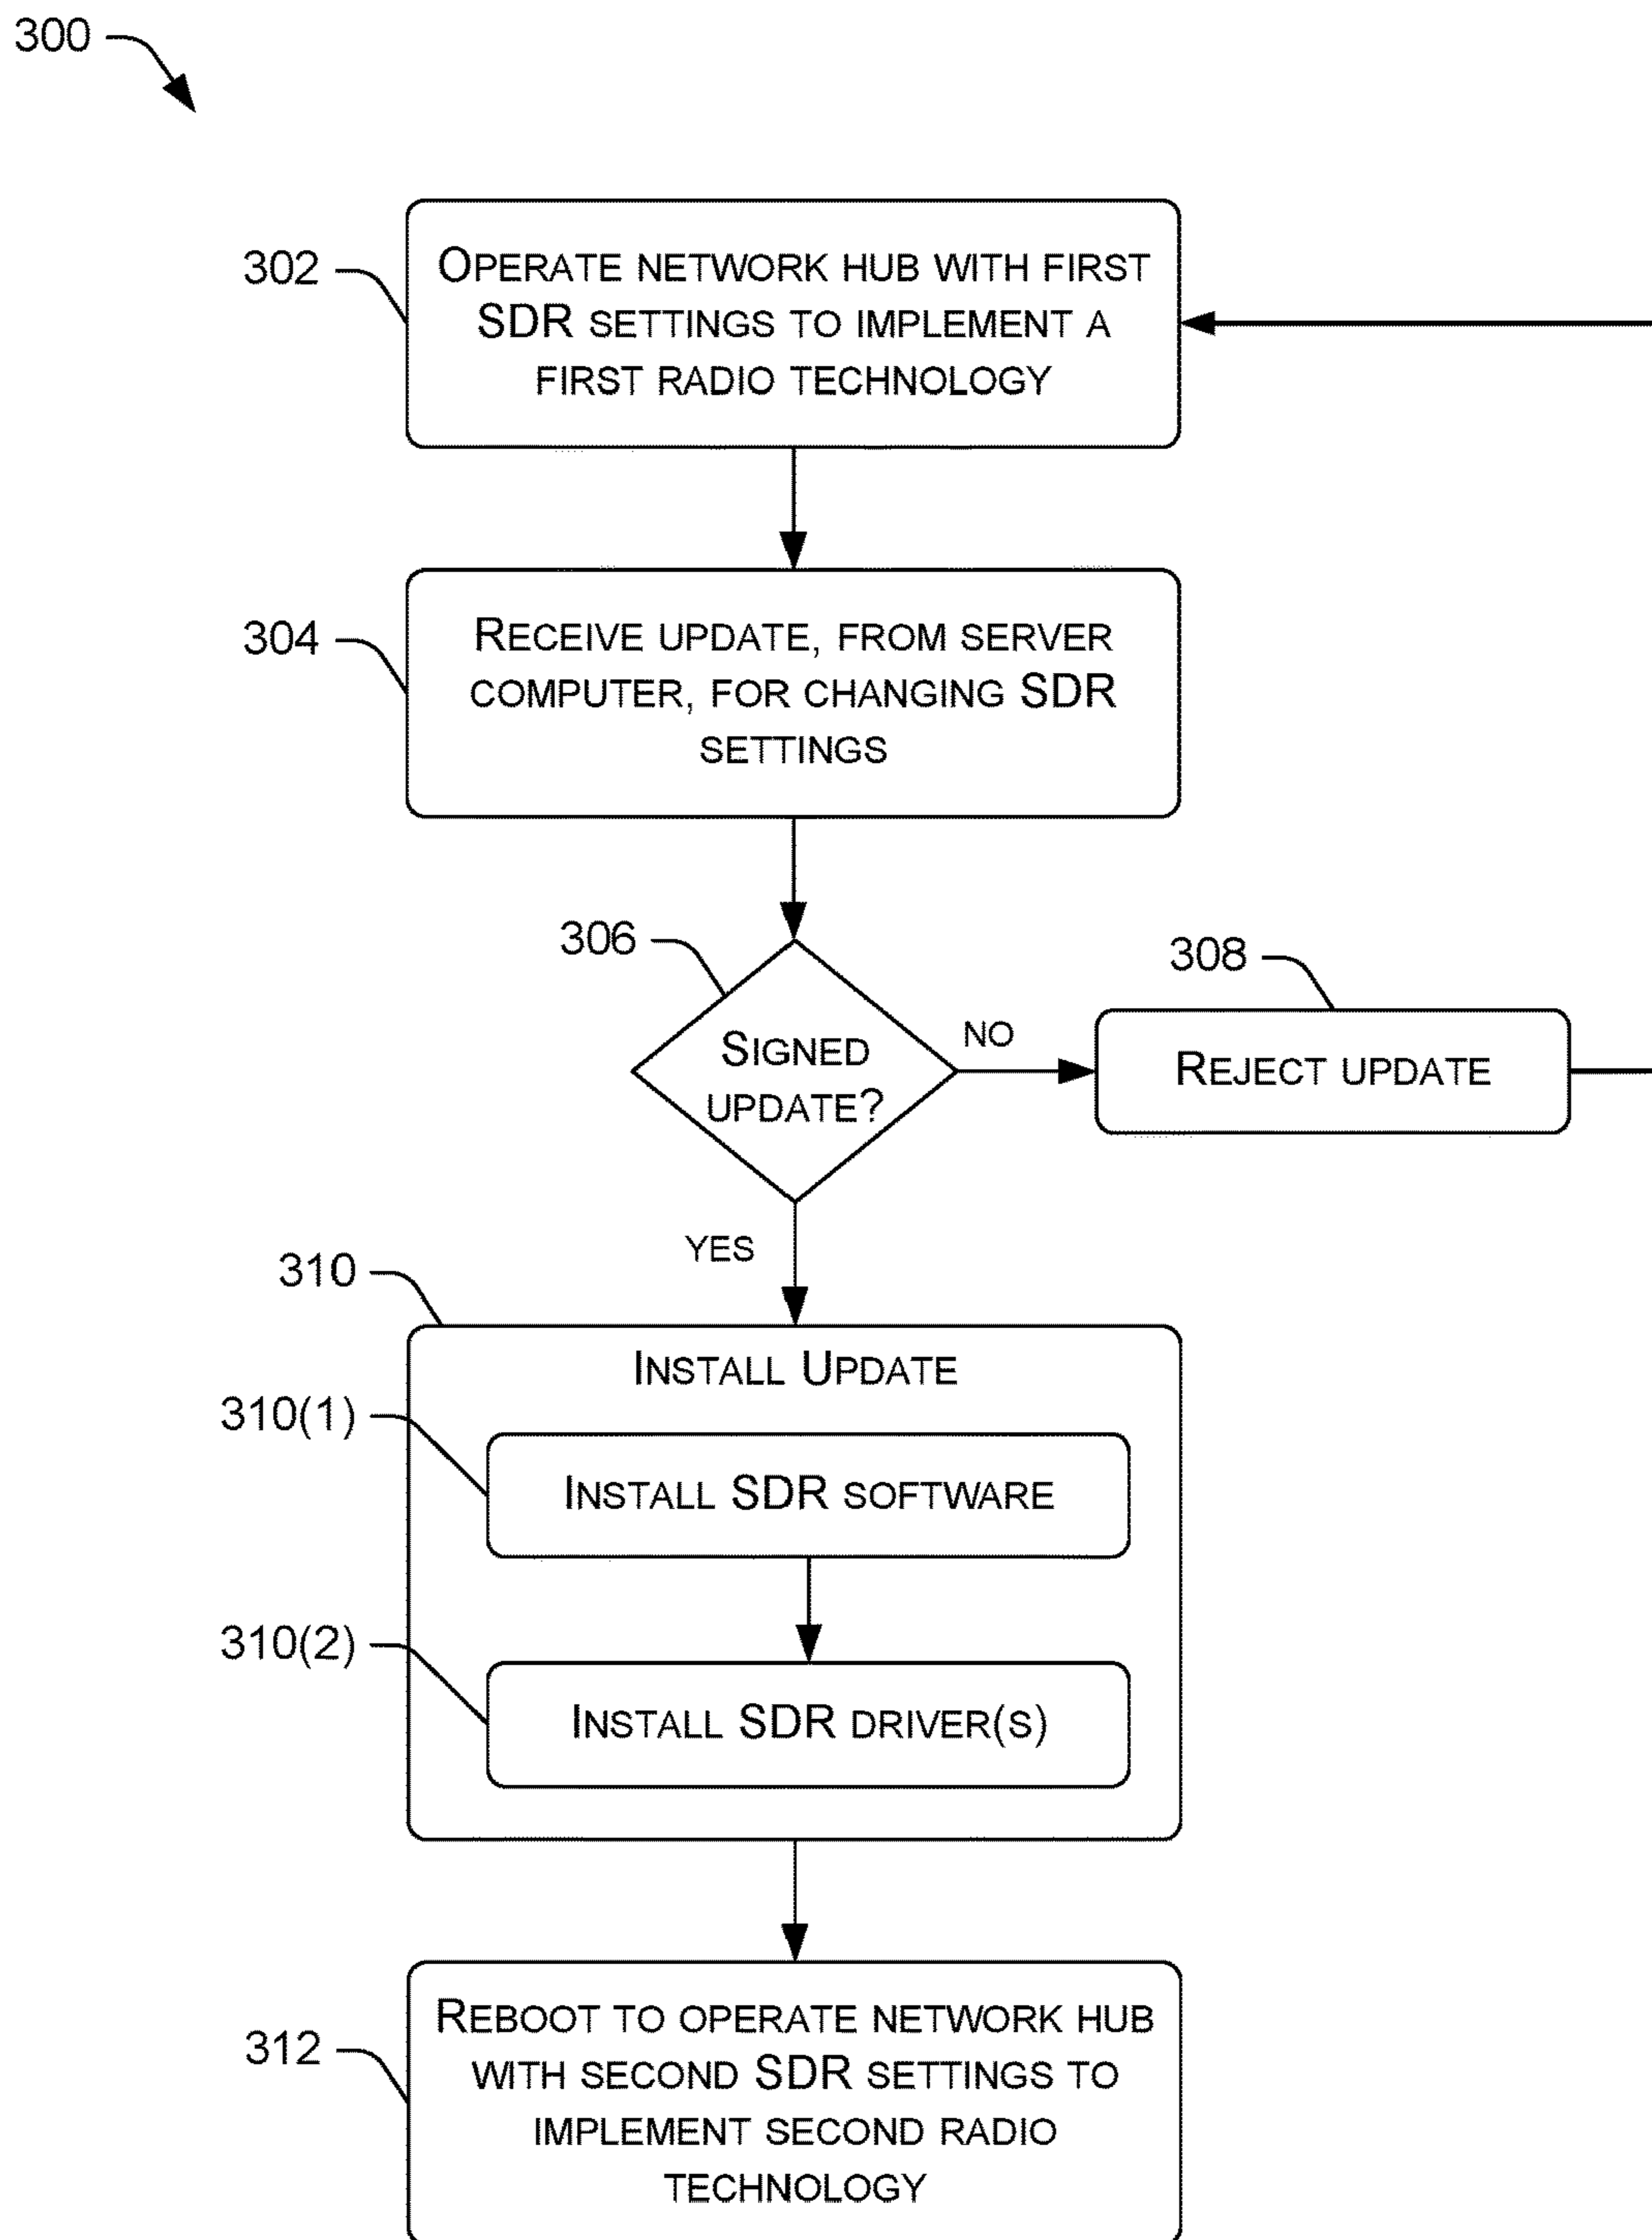 300
302
OPERATE NETWORK HUB WITH FIRST
SDR SETTINGS TO IMPLEMENT A
FIRST RADIO TECHNOLOGY
304
RECEIVE UPDATE, FROM SERVER
COMPUTER, FOR CHANGING SDR
SETTINGS
306
SIGNED
UPDATE?
NO
308
REJECT UPDATE
YES
310
INSTALL UPDATE
310(1)
INSTALL SDR SOFTWARE
310(2)
INSTALL SDR DRIVER(S)
312
REBOOT TO OPERATE NETWORK HUB
WITH SECOND SDR SETTINGS TO
IMPLEMENT SECOND RADIO
TECHNOLOGY